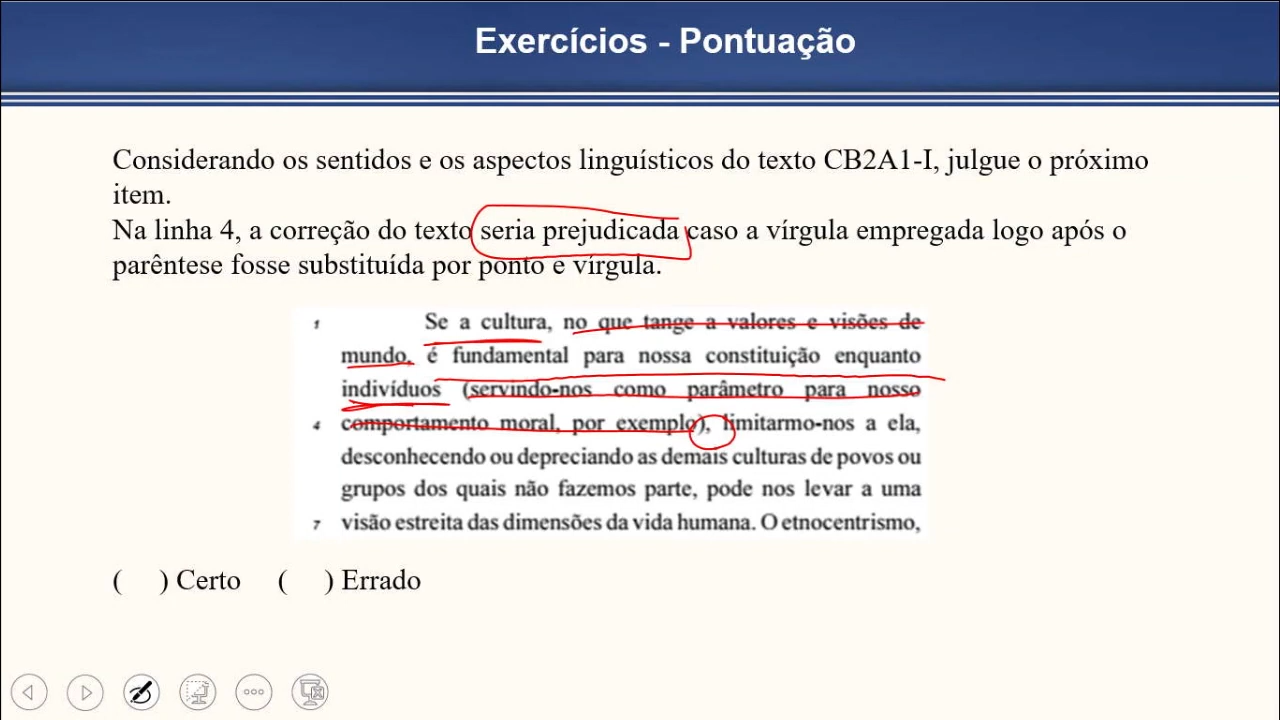 Exercícios - Pontuação
Considerando os sentidos e os aspectos linguísticos do texto CB2A1-I, julgue o próximo
item.
Na linha 4, a correção do texto seria prejudicada caso a vírgula empregada logo após o
parêntese fosse substituída por ponto e vírgula.
1 Se a cultura, no que tange a valores e visões de
mundo, é fundamental para nossa constituição enquanto
indivíduos (servindo-nos como parâmetro para nosso
4 comportamento moral, por exemplo), limitarmo-nos a ela,
desconhecendo ou depreciando as demais culturas de povos ou
grupos dos quais não fazemos parte, pode nos levar a uma
7 visão estreita das dimensões da vida humana. O etnocentrismo,
( ) Certo ( ) Errado